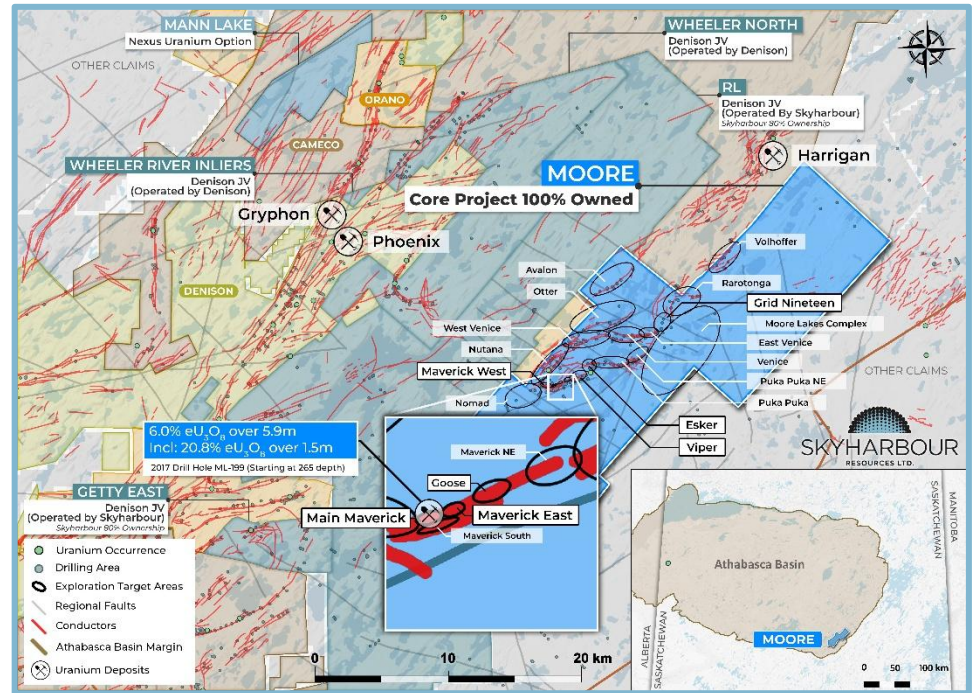 MANN LAKE
Nexus Uranium Option
OTHER CLAIMS
ORANO
CAMECO
WHEELER NORTH
Denison JV
(Operated by Denison)
RL
Denison JV
(Operated By Skyharbour)
Skyharbour 80% Ownership
Harrigan
WHEELER RIVER INLIERS
Denison JV
(Operated by Denison)
MOORE
Core Project 100% Owned
Gryphon
Phoenix
DENISON
Volhoffer
Avalon
Rarotonga
Otter
Grid Nineteen
West Venice
Moore Lakes Complex
East Venice
Nutana
Venice
Maverick West
Puka Puka NE
OTHER CLAIMS
Nomad
Puka Puka
Esker
Viper
6.0% eU₃O₈ over 5.9m
Incl: 20.8% eU₃O₈ over 1.5m
2017 Drill Hole ML-199 (Starting at 265 depth)
Maverick NE
Goose
Main Maverick
Maverick East
Maverick South
SKYHARBOUR
RESOURCES LTD.
GETTY EAST
Denison JV
(Operated by Skyharbour)
Skyharbour 80% Ownership
Uranium Occurrence
Drilling Area
Exploration Target Areas
Regional Faults
Conductors
Athabasca Basin Margin
Uranium Deposits
0 10 20 km
SASKATCHEWAN
MANITOBA
Athabasca Basin
MOORE
ALBERTA
SASKATCHEWAN
0 50 100 km